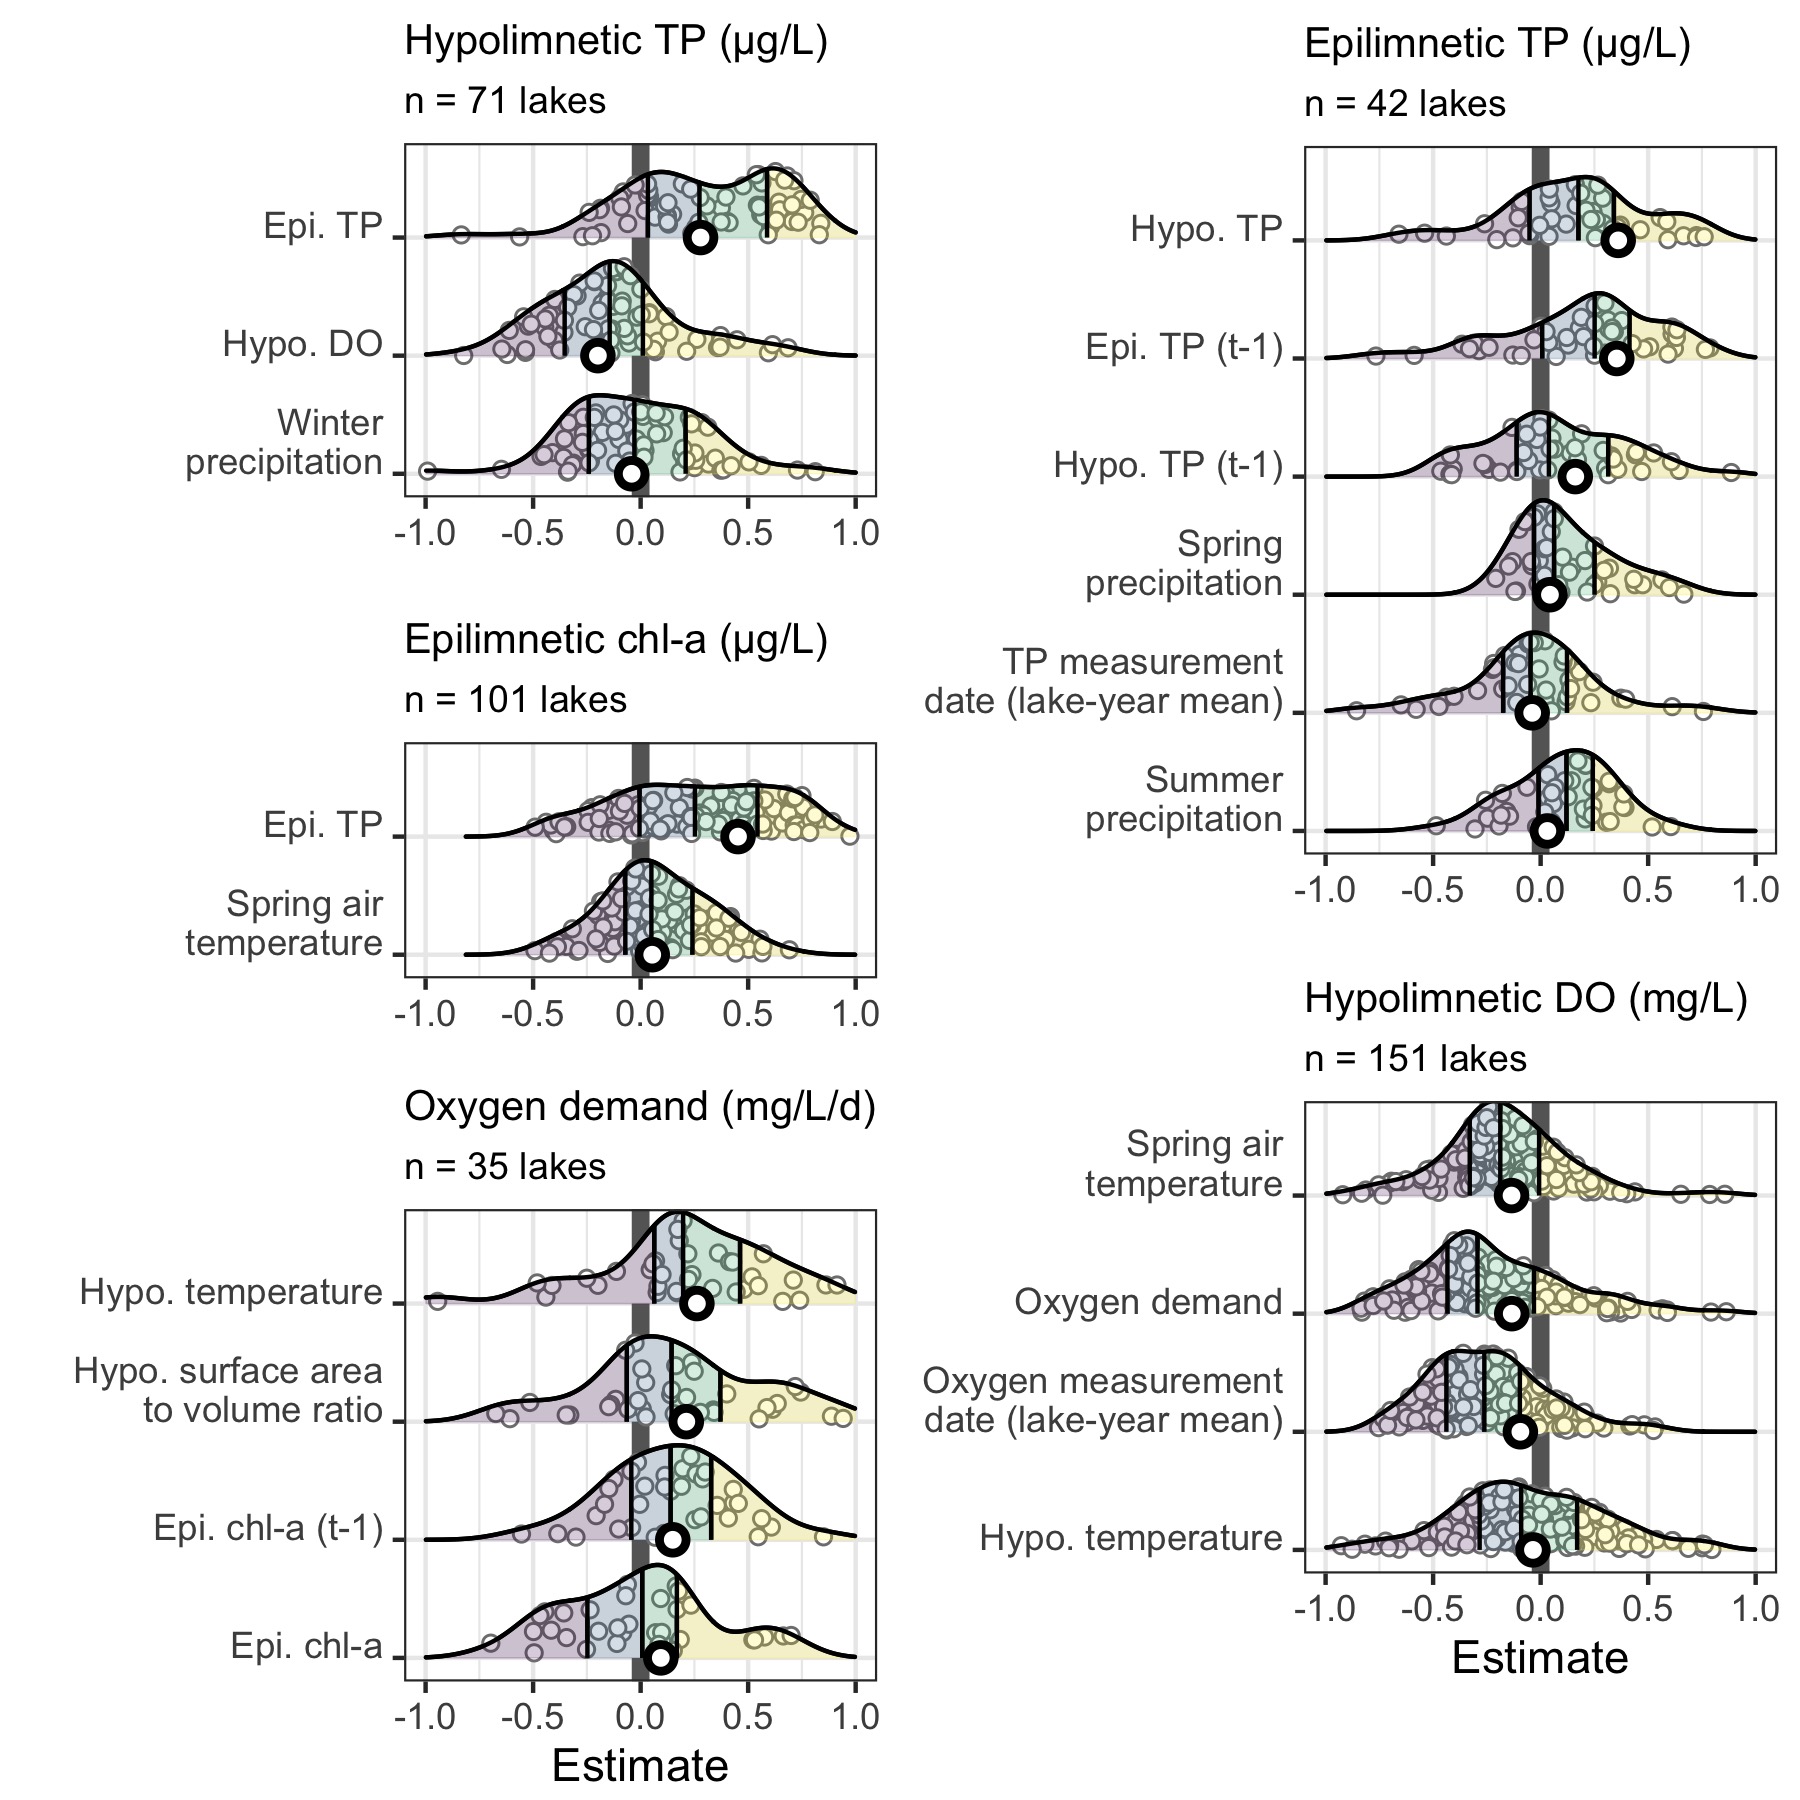 Hypolimnetic TP (µg/L)
n = 71 lakes
Epi. TP
Hypo. DO
Winter
precipitation
-1.0 -0.5 0.0 0.5 1.0
Epilimnetic chl-a (µg/L)
n = 101 lakes
Epi. TP
Spring air
temperature
-1.0 -0.5 0.0 0.5 1.0
Oxygen demand (mg/L/d)
n = 35 lakes
Hypo. temperature
Hypo. surface area
to volume ratio
Epi. chl-a (t-1)
Epi. chl-a
-1.0 -0.5 0.0 0.5 1.0
Estimate
Epilimnetic TP (µg/L)
n = 42 lakes
Hypo. TP
Epi. TP (t-1)
Hypo. TP (t-1)
Spring
precipitation
TP measurement
date (lake-year mean)
Summer
precipitation
-1.0 -0.5 0.0 0.5 1.0
Hypolimnetic DO (mg/L)
n = 151 lakes
Spring air
temperature
Oxygen demand
Oxygen measurement
date (lake-year mean)
Hypo. temperature
-1.0 -0.5 0.0 0.5 1.0
Estimate